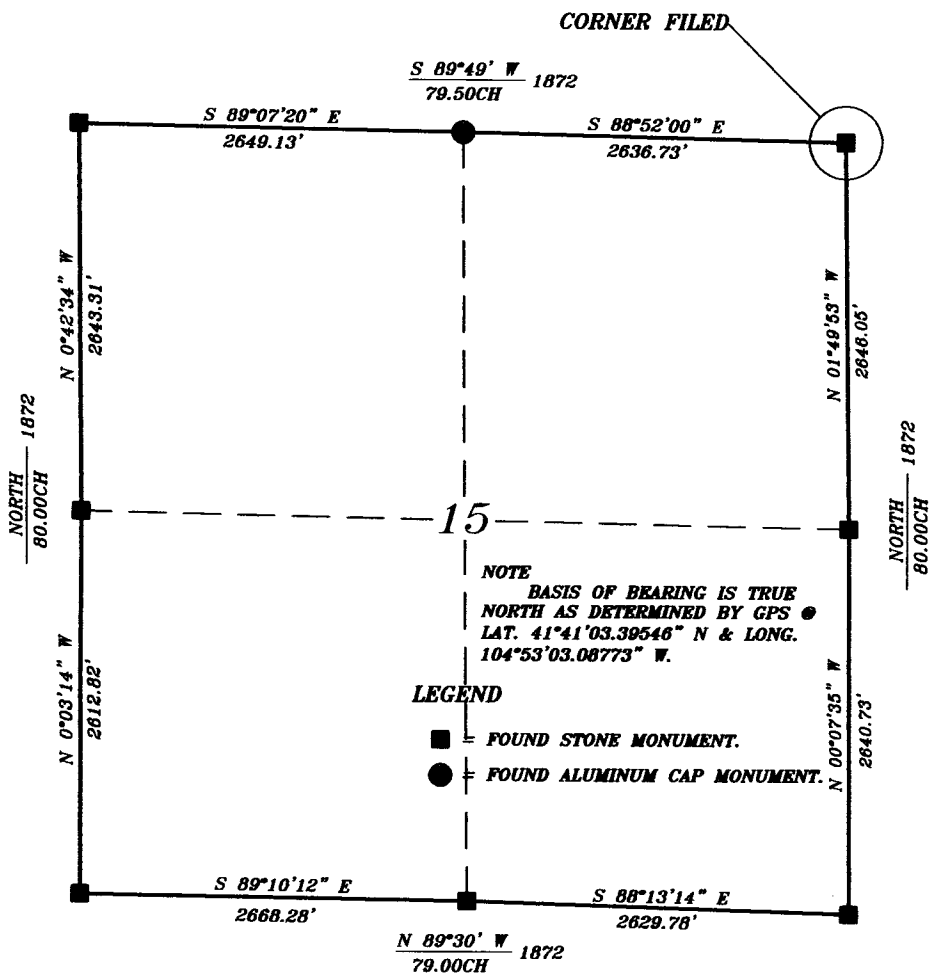 CORNER FILED
S 89°49' W 1872
79.50CH
S 89°07'20" E
2649.13'
S 88°52'00" E
2636.73'
N 0°42'34" W
2643.31'
N 01°49'53" W
2646.05'
NORTH 1872
80.00CH
NORTH 1872
80.00CH
15
NOTE
BASIS OF BEARING IS TRUE
NORTH AS DETERMINED BY GPS @
LAT. 41°41'03.39546" N & LONG.
104°53'03.08773" W.
LEGEND
= FOUND STONE MONUMENT.
= FOUND ALUMINUM CAP MONUMENT.
N 0°03'14" W
2612.82'
N 00°07'35" W
2640.73'
S 89°10'12" E
2668.28'
S 88°13'14" E
2629.78'
N 89°30' W 1872
79.00CH